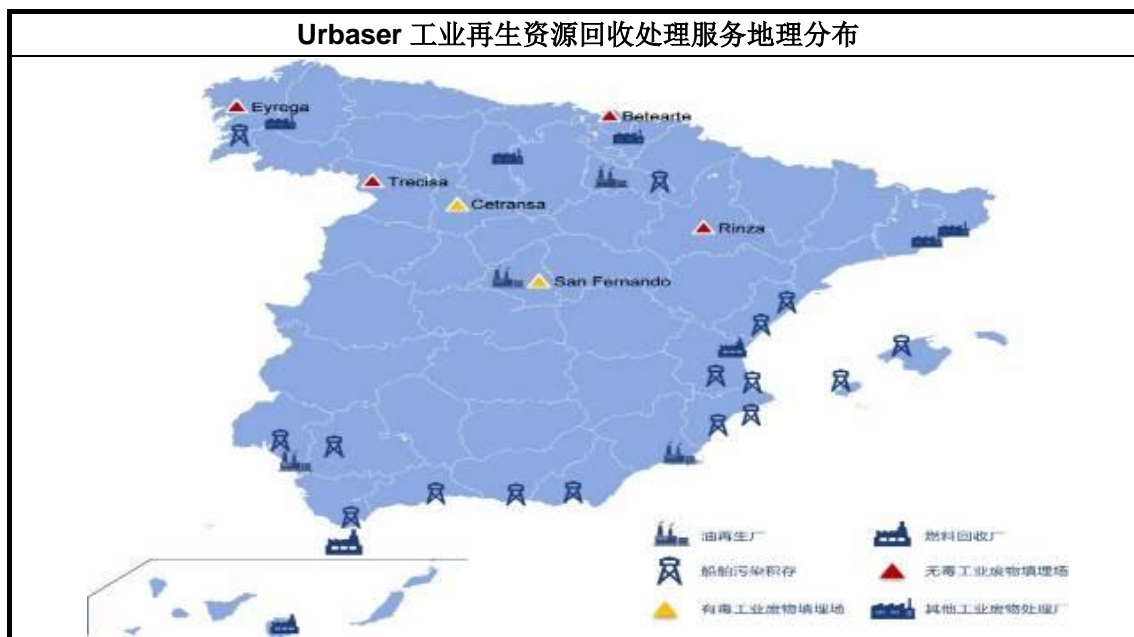 Urbaser 工业再生资源回收处理服务地理分布
Eyrega
Betearte
Trecisa
Cetransa
Rinza
San Fernando
油再生厂
燃料回收厂
船舶污染积存
无毒工业废物填埋场
有毒工业废物填埋场
其他工业废物处理厂